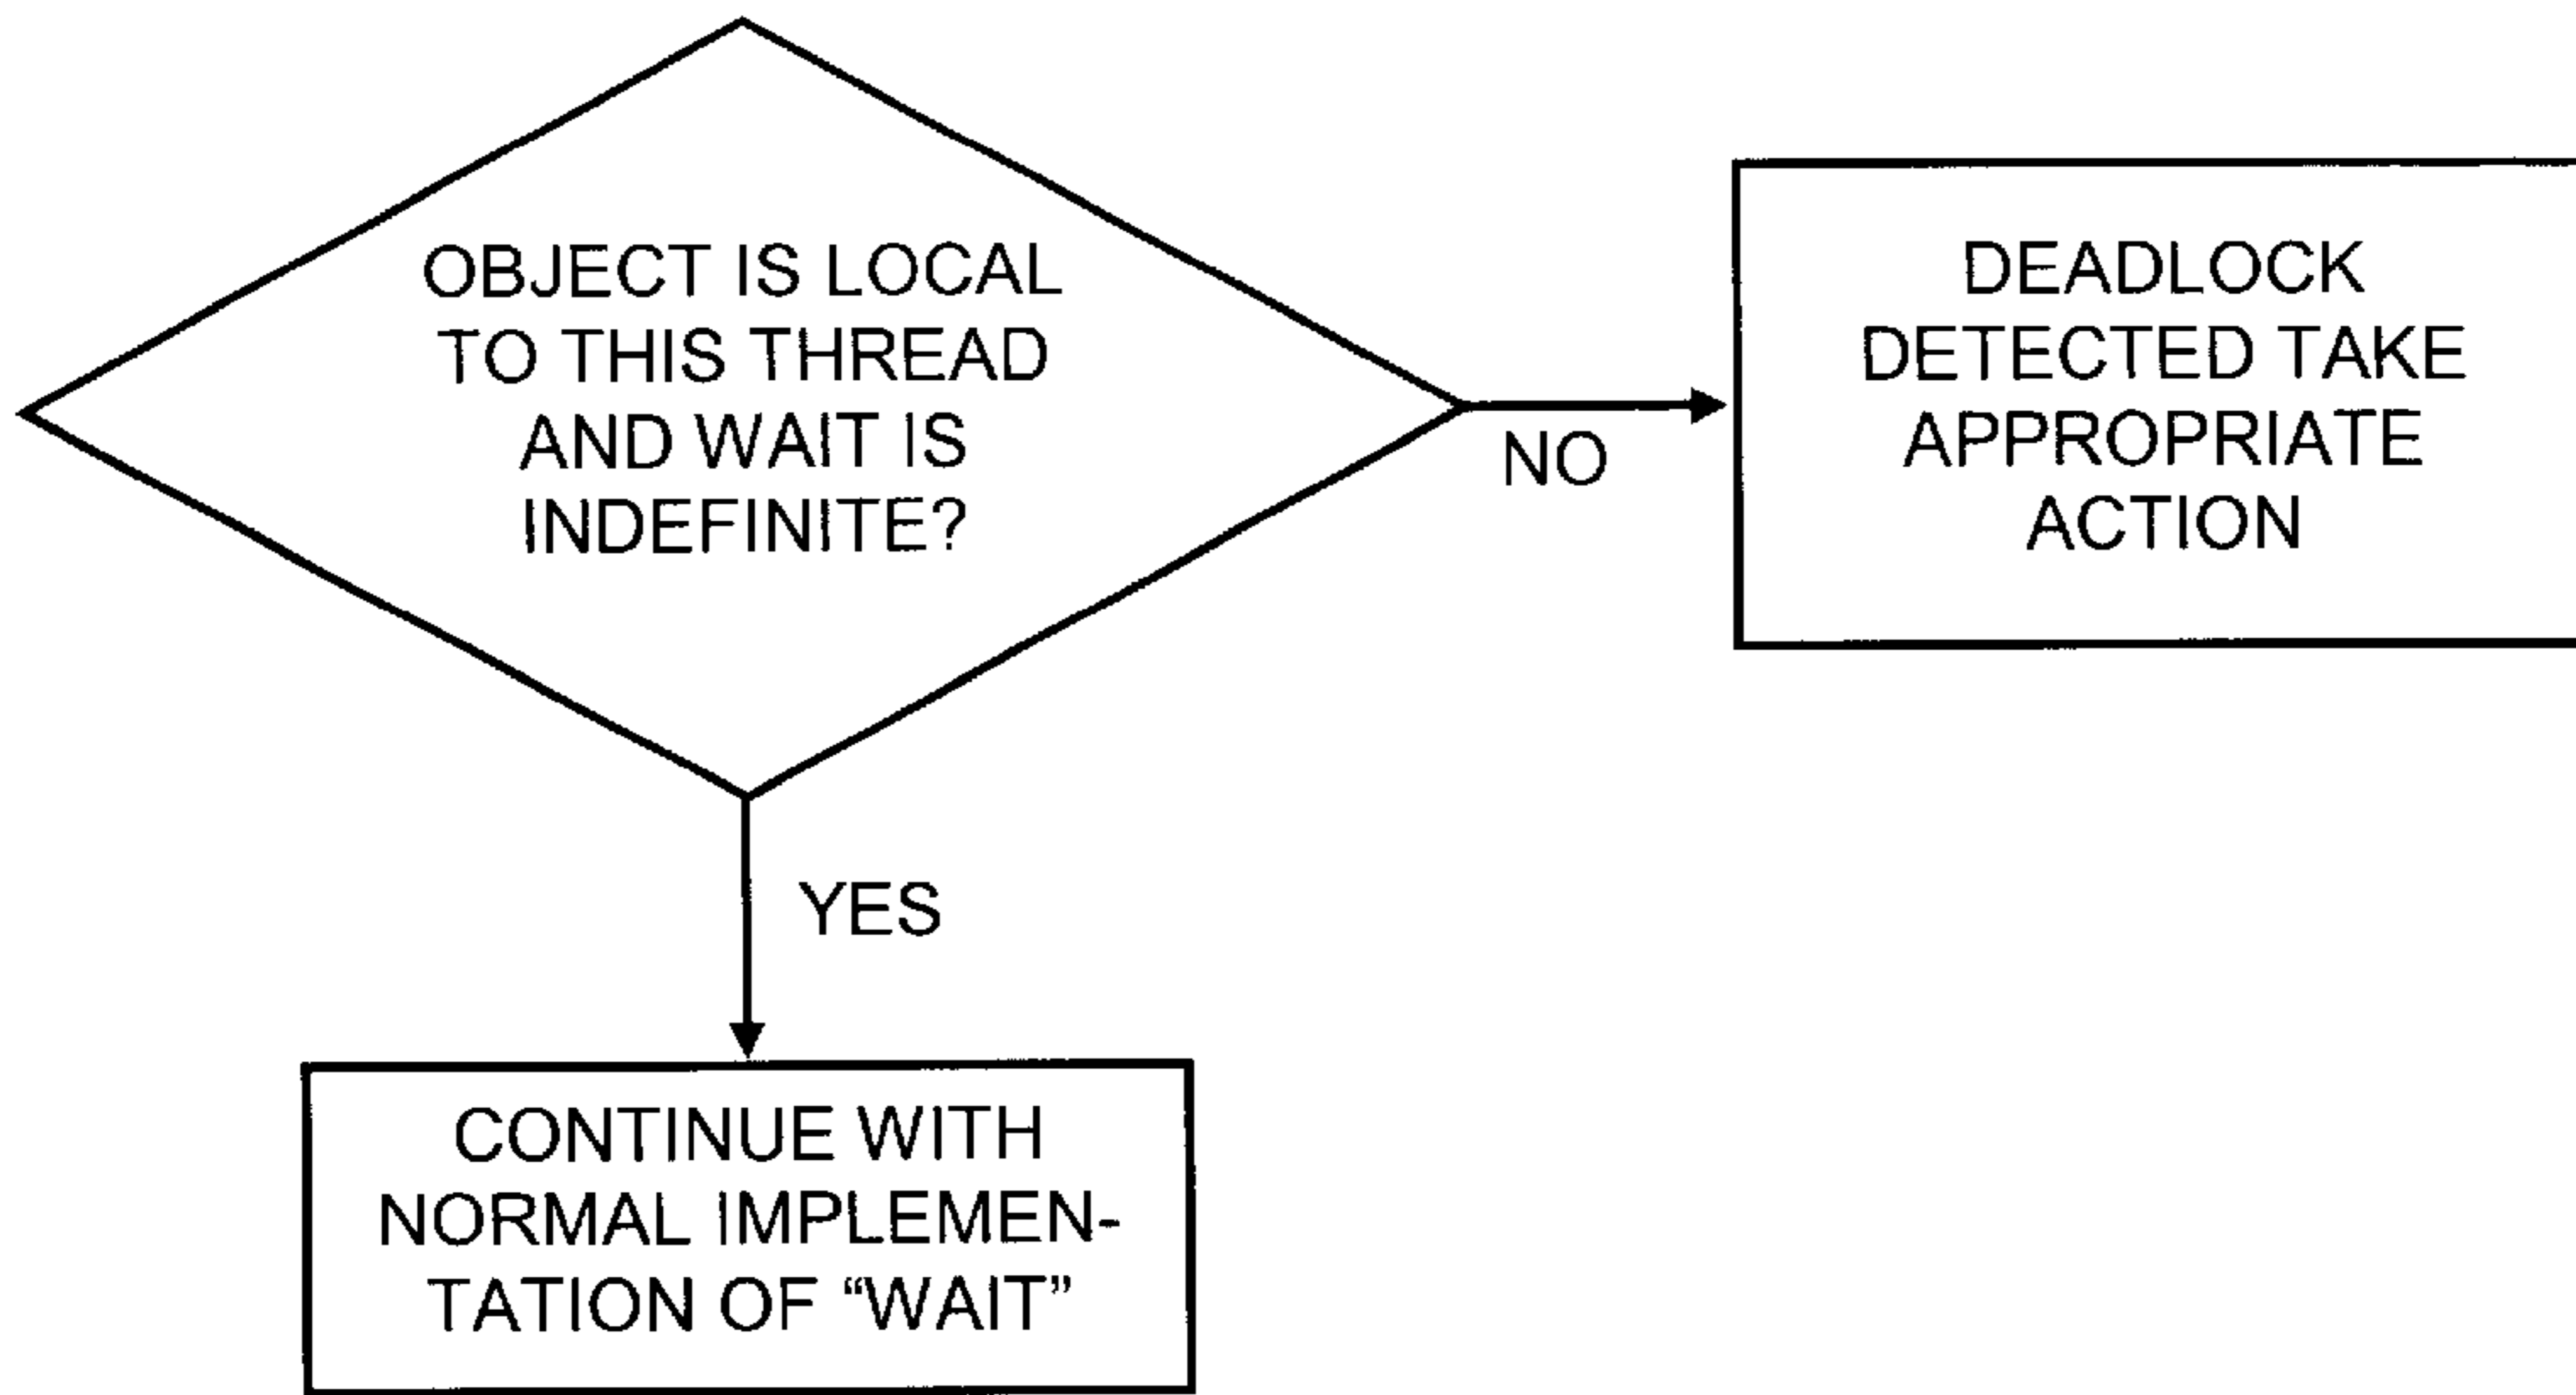 OBJECT IS LOCAL
TO THIS THREAD
AND WAIT IS
INDEFINITE?
NO
DEADLOCK
DETECTED TAKE
APPROPRIATE
ACTION
YES
CONTINUE WITH
NORMAL IMPLEMEN-
TATION OF “WAIT”